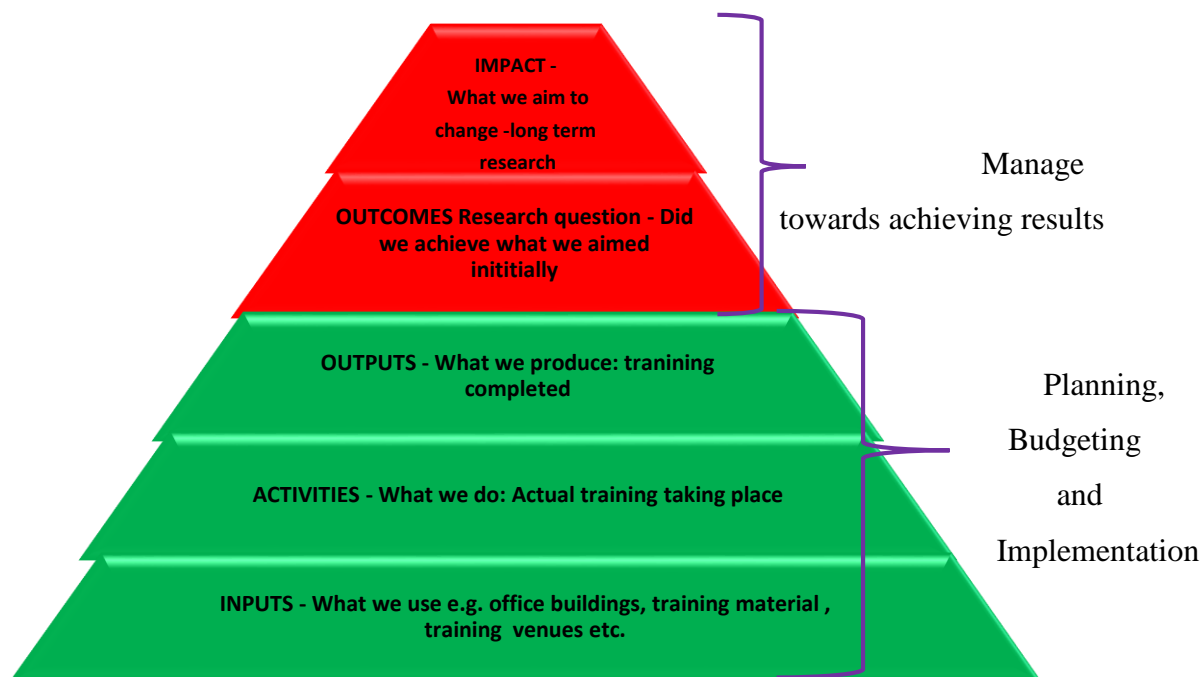 IMPACT -
What we aim to
change -long term
research
OUTCOMES Research question - Did
we achieve what we aimed
inititially
OUTPUTS - What we produce: tranining
completed
ACTIVITIES - What we do: Actual training taking place
INPUTS - What we use e.g. office buildings, training material ,
training venues etc.
Manage
towards achieving results
Planning,
Budgeting
and
Implementation